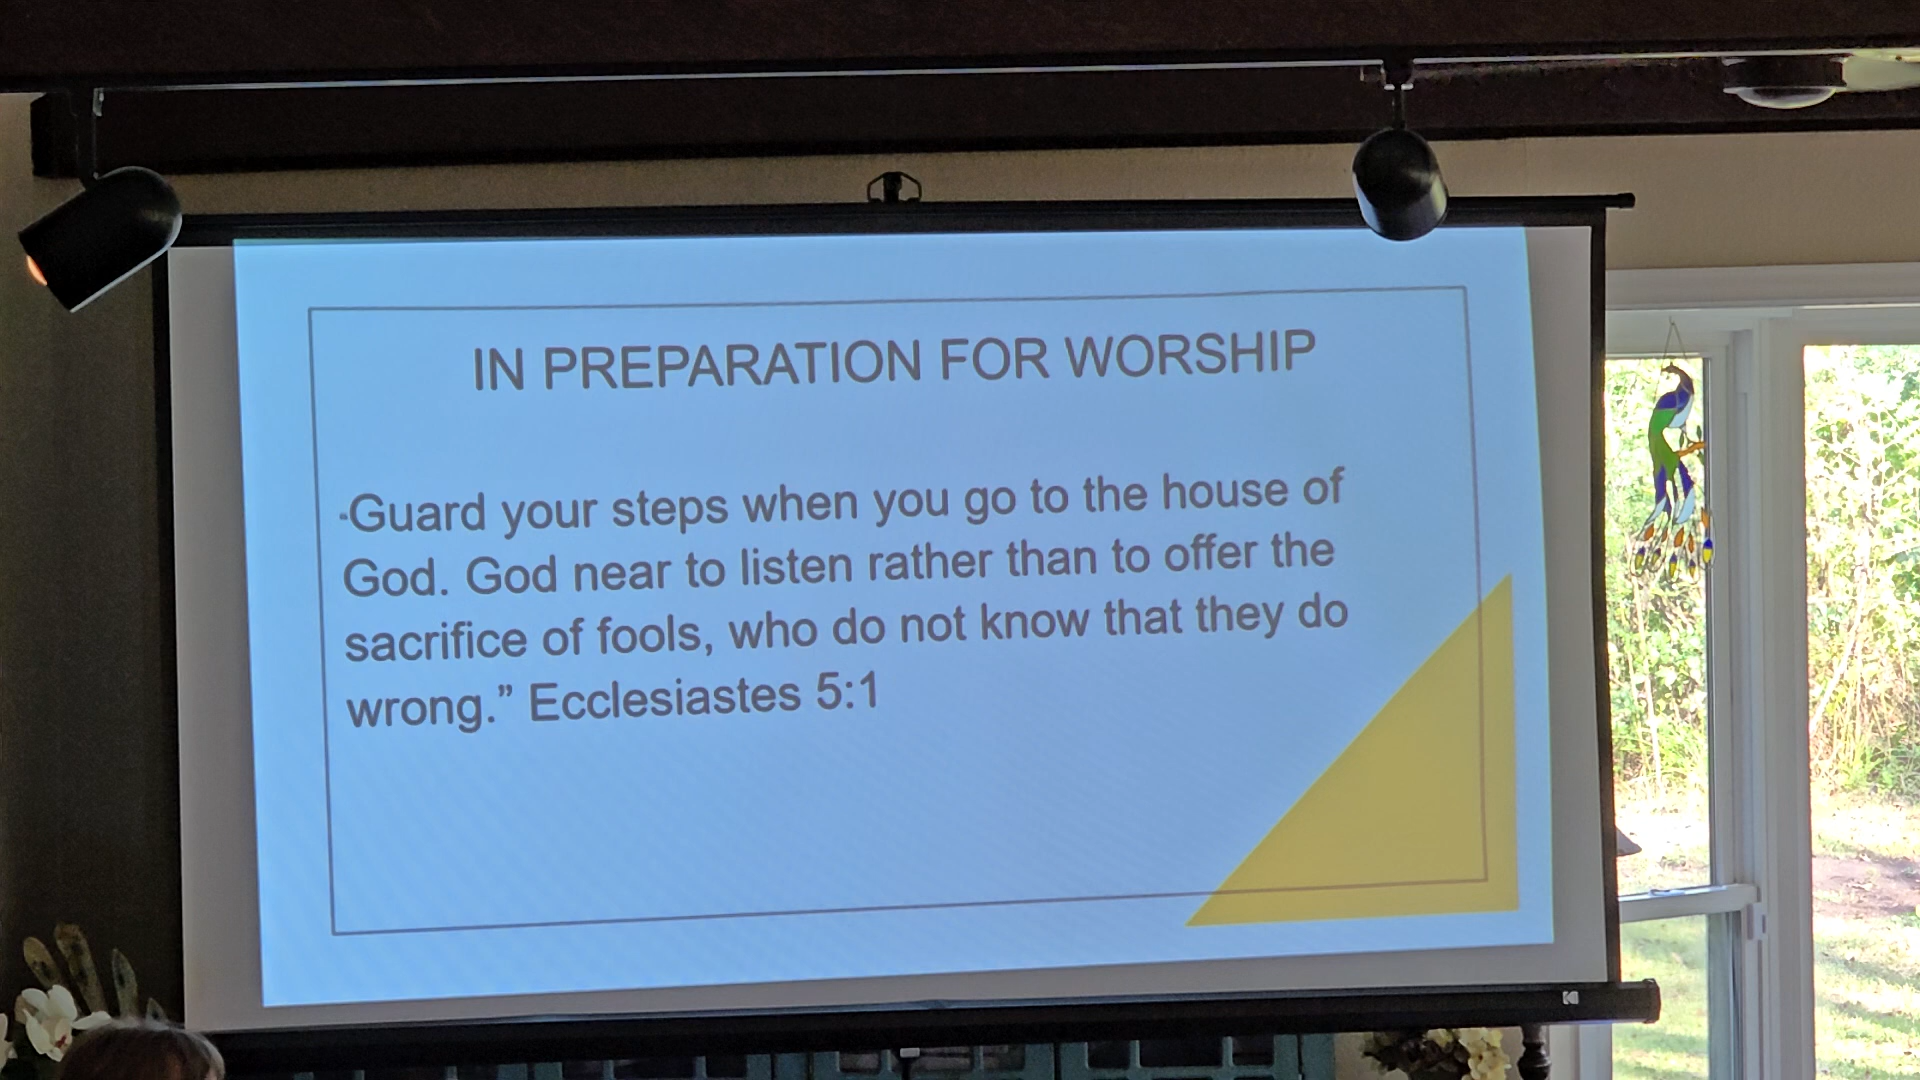 IN PREPARATION FOR WORSHIP
-Guard your steps when you go to the house of
God. God near to listen rather than to offer the
sacrifice of fools, who do not know that they do
wrong.” Ecclesiastes 5:1